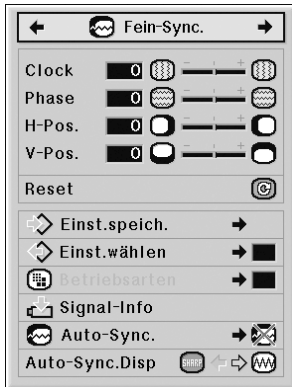 Fein-Sync.
Clock 0
Phase 0
H-Pos. 0
V-Pos. 0
Reset
Einst.speich.
Einst.wählen
Betriebsarten
Signal-Info
Auto-Sync.
Auto-Sync.Disp SHARP